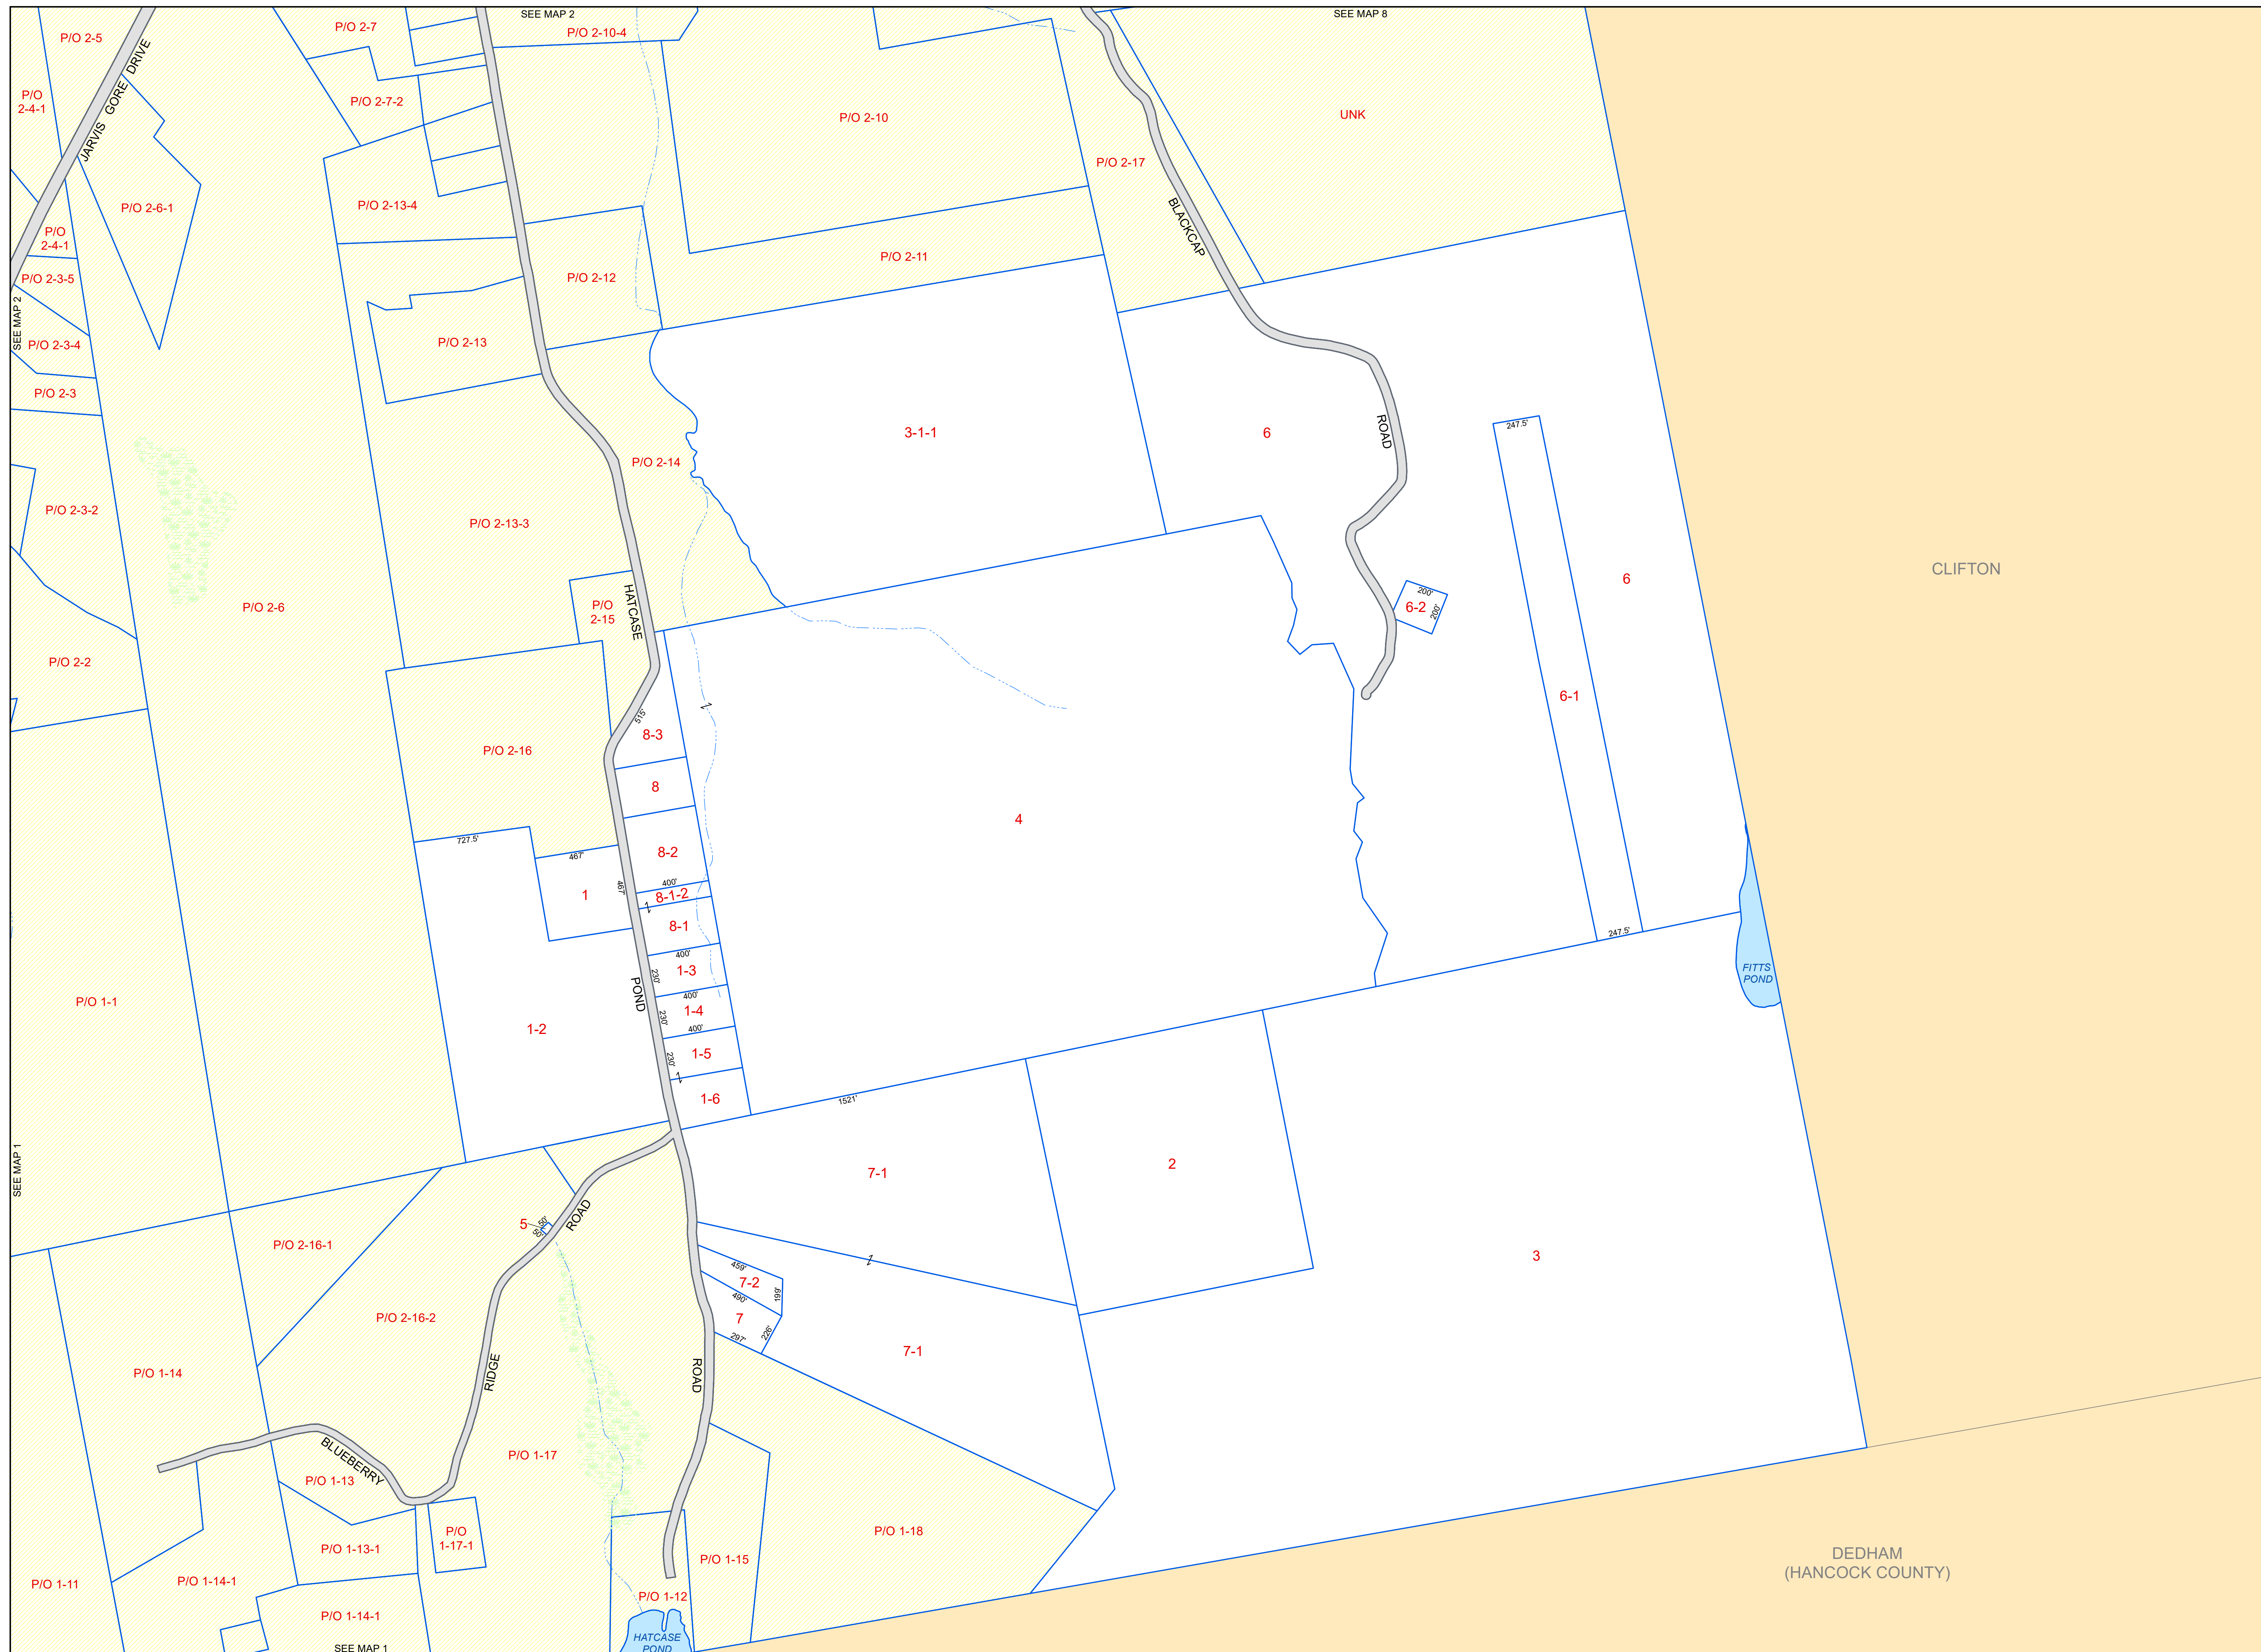 SEE MAP 2
SEE MAP 8
P/O 2-5
P/O 2-7
P/O 2-10-4
JARVIS GORE DRIVE
P/O
2-4-1
P/O 2-7-2
P/O 2-10
UNK
P/O 2-17
P/O 2-6-1
P/O 2-13-4
BLACKCAP
P/O
2-4-1
P/O 2-3-5
P/O 2-12
P/O 2-11
SEE MAP 2
P/O 2-3-4
P/O 2-13
P/O 2-3
3-1-1
6
ROAD
247.5'
P/O 2-14
P/O 2-3-2
P/O 2-13-3
CLIFTON
6
P/O 2-6
P/O
2-15
HATCASE
200'
6-2
200'
P/O 2-2
6-1
515'
8-3
P/O 2-16
8
4
727.5'
467'
8-2
400'
467'
1
8-1-2
8-1
247.5'
400'
1-3
230'
FITTS
POND
P/O 1-1
POND
400'
1-4
230'
1-2
400'
1-5
230'
1-6
1521'
SEE MAP 1
7-1
2
5
50'
50'
ROAD
P/O 2-16-1
3
459'
7-2
199'
490'
7
226'
297'
P/O 2-16-2
7-1
RIDGE
ROAD
P/O 1-14
BLUEBERRY
P/O 1-17
P/O 1-13
P/O
1-17-1
P/O 1-18
P/O 1-13-1
P/O 1-15
DEDHAM
(HANCOCK COUNTY)
P/O 1-11
P/O 1-14-1
P/O 1-12
P/O 1-14-1
HATCASE
POND
SEE MAP 1